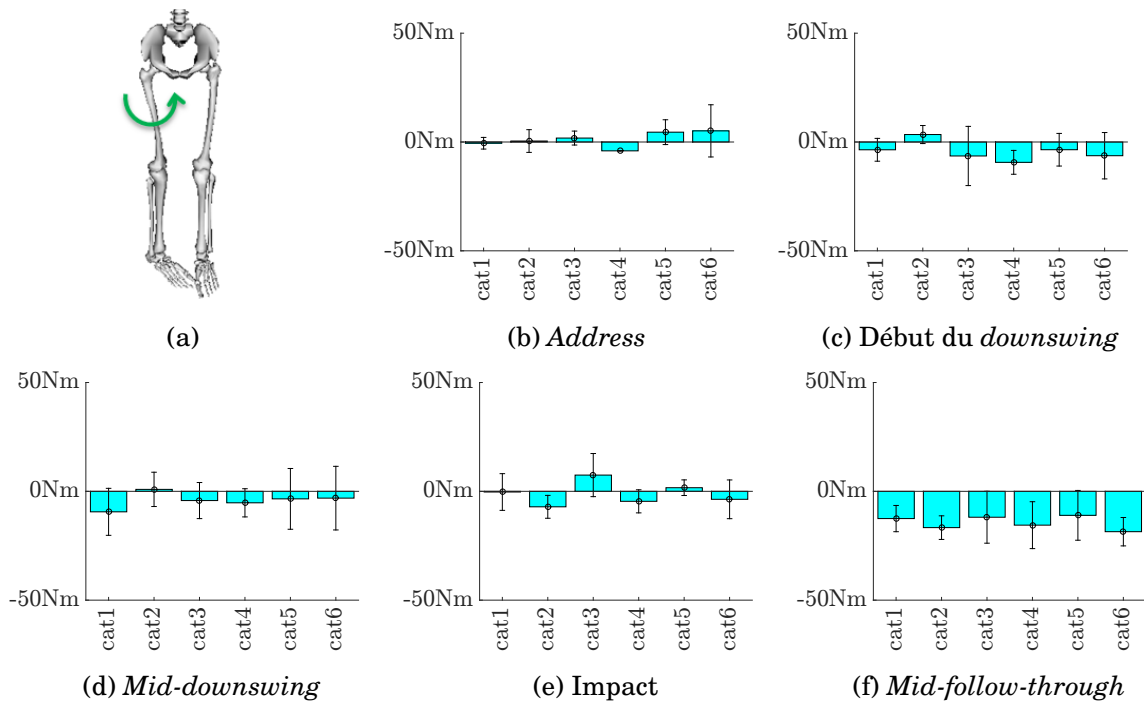 50Nm
0Nm
-50Nm
cat1
cat2
cat3
cat4
cat5
cat6
50Nm
0Nm
-50Nm
cat1
cat2
cat3
cat4
cat5
cat6
(a)
(b) Address
(c) Début du downswing
50Nm
0Nm
-50Nm
cat1
cat2
cat3
cat4
cat5
cat6
50Nm
0Nm
-50Nm
cat1
cat2
cat3
cat4
cat5
cat6
50Nm
0Nm
-50Nm
cat1
cat2
cat3
cat4
cat5
cat6
(d) Mid-downswing
(e) Impact
(f) Mid-follow-through